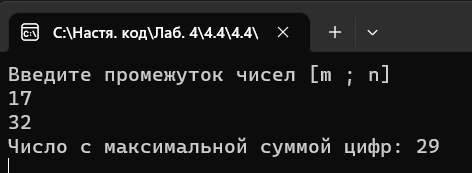 C:\Настя. код\Лаб. 4\4.4\4.4\
Введите промежуток чисел [m ; n]
17
32
Число с максимальной суммой цифр: 29